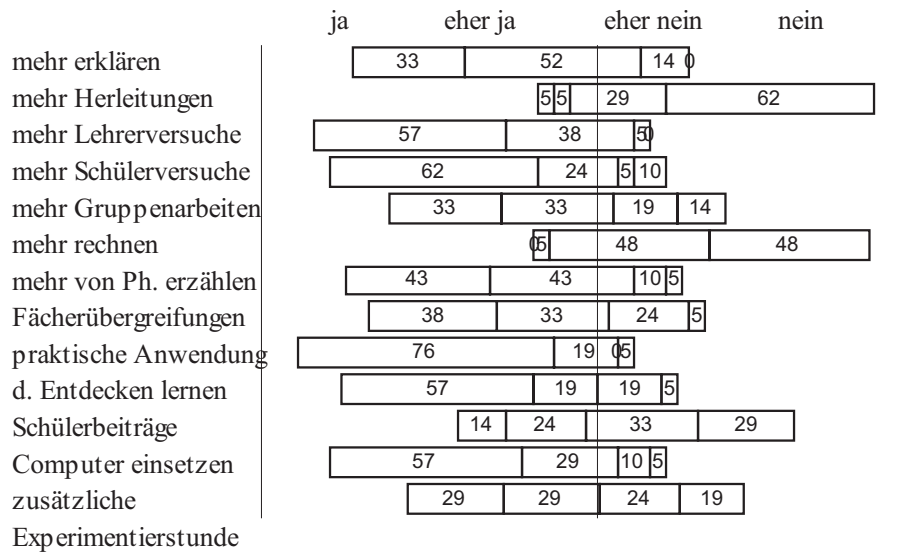 ja eher ja eher nein nein
mehr erklären 33 52 14 0
mehr Herleitungen 5 5 29 62
mehr Lehrerversuche 57 38 5 0
mehr Schülerversuche 62 24 5 10
mehr Gruppenarbeiten 33 33 19 14
mehr rechnen 0 5 48 48
mehr von Ph. erzählen 43 43 10 5
Fächerübergreifungen 38 33 24 5
praktische Anwendung 76 19 0 5
d. Entdecken lernen 57 19 19 5
Schülerbeiträge 14 24 33 29
Computer einsetzen 57 29 10 5
zusätzliche 29 29 24 19
Experimentierstunde